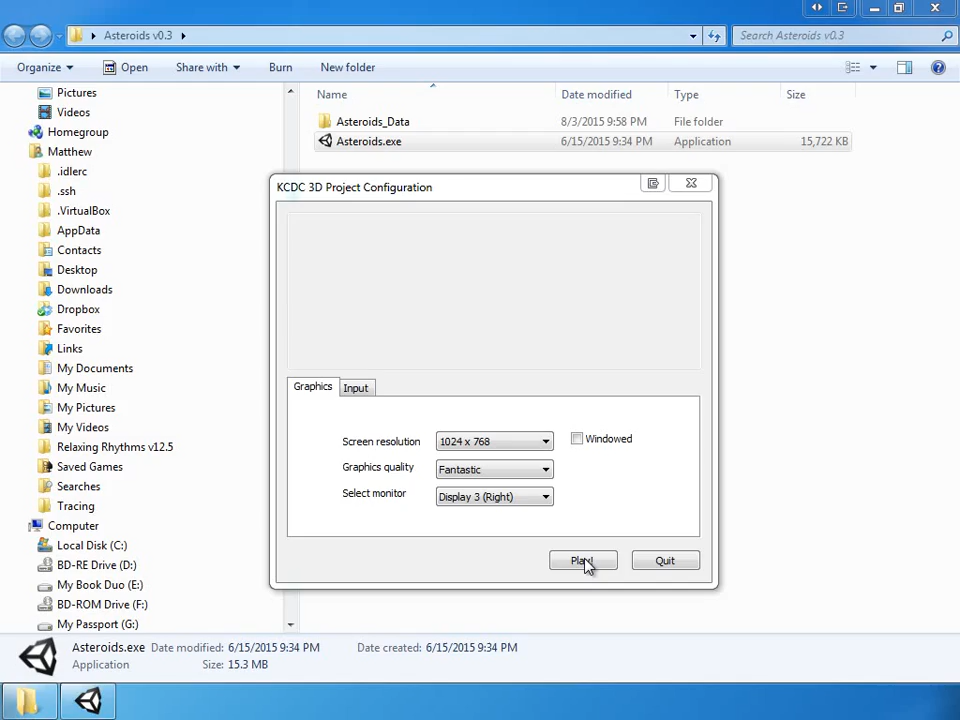 Asteroids v0.3
Search Asteroids v0.3
Organize Open Share with Burn New folder
Name Date modified Type Size
Pictures
Videos
Homegroup
Matthew
.idlerc
.ssh
.VirtualBox
AppData
Contacts
Desktop
Downloads
Dropbox
Favorites
Links
My Documents
My Music
My Pictures
My Videos
Relaxing Rhythms v12.5
Saved Games
Searches
Tracing
Computer
Local Disk (C:)
BD-RE Drive (D:)
My Book Duo (E:)
BD-ROM Drive (F:)
My Passport (G:)
Asteroids_Data 8/3/2015 9:58 PM File folder
Asteroids.exe 6/15/2015 9:34 PM Application 15,722 KB
KCDC 3D Project Configuration
Graphics Input
Screen resolution 1024 x 768 Windowed
Graphics quality Fantastic
Select monitor Display 3 (Right)
Play! Quit
Asteroids.exe Date modified: 6/15/2015 9:34 PM Date created: 6/15/2015 9:34 PM
Application Size: 15.3 MB